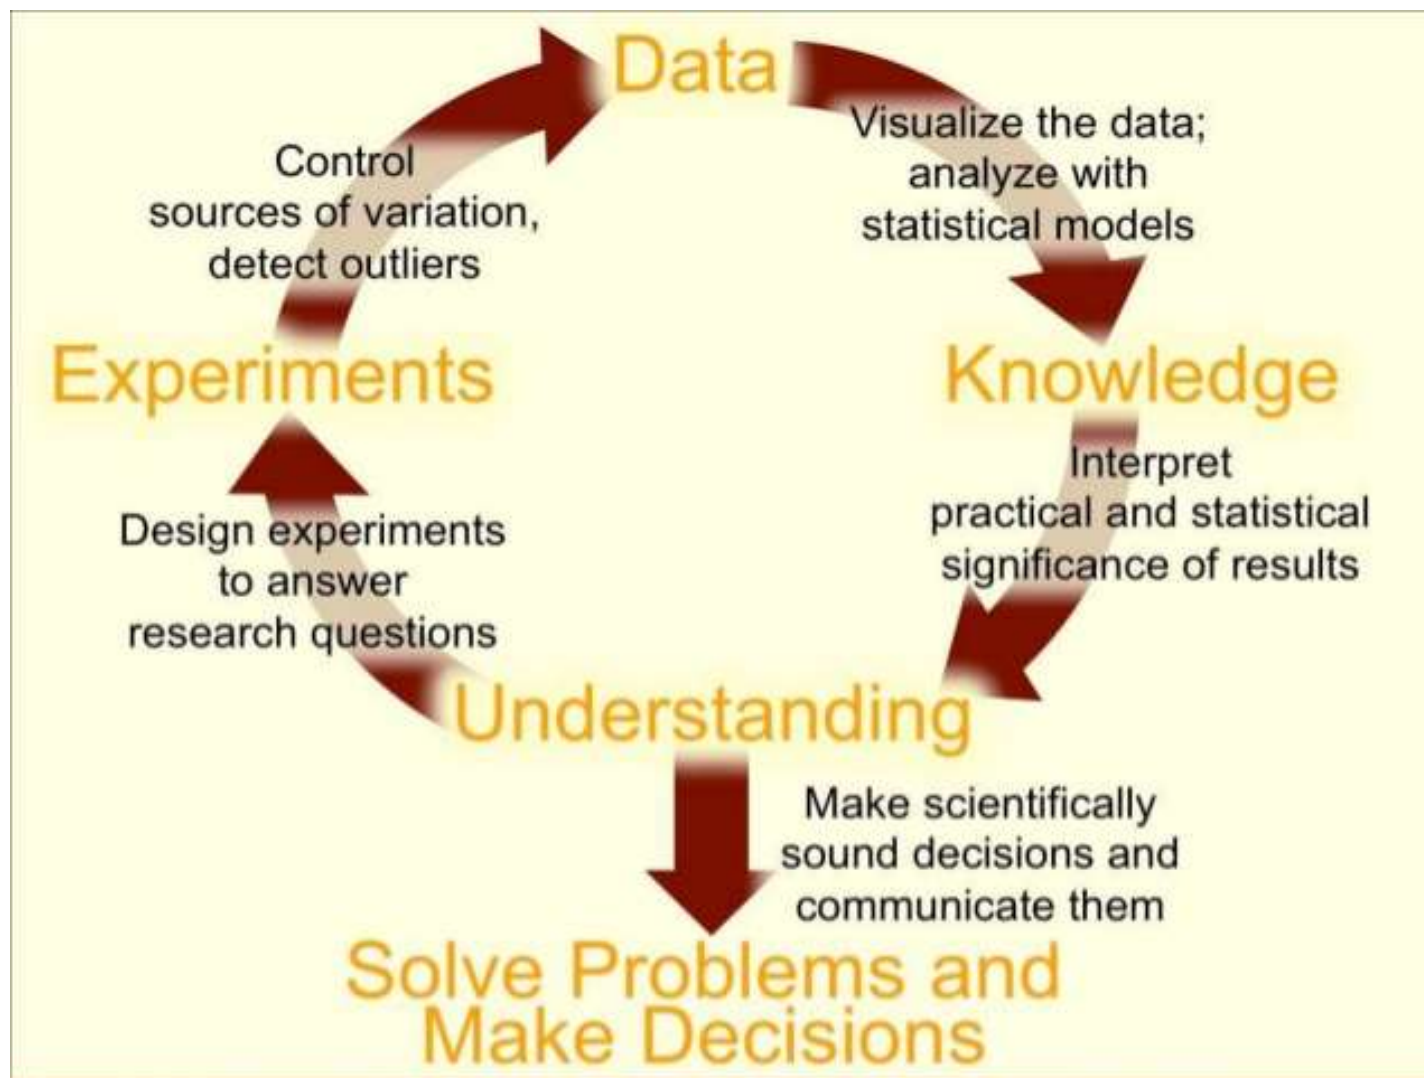 Data
Visualize the data;
analyze with
statistical models
Knowledge
Interpret
practical and statistical
significance of results
Understanding
Design experiments
to answer
research questions
Experiments
Control
sources of variation,
detect outliers
Make scientifically
sound decisions and
communicate them
Solve Problems and
Make Decisions